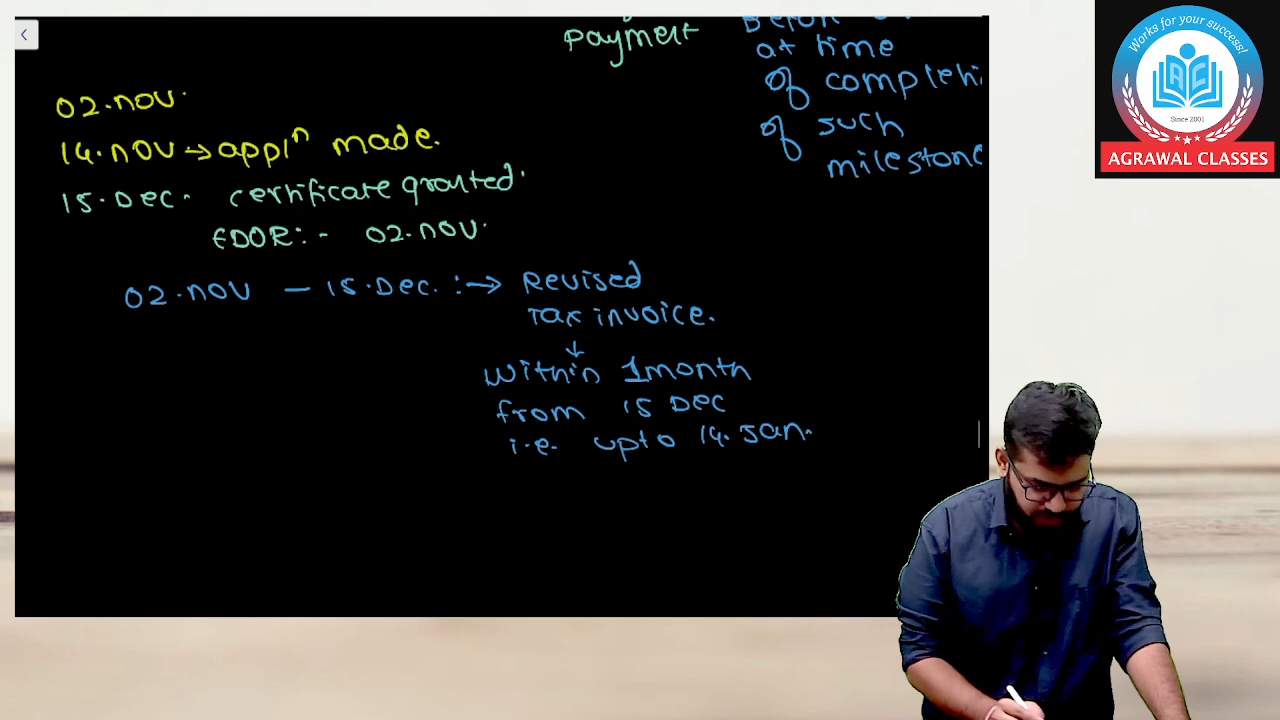 payment
at time
of
of such
milestone
02.nov.
14.nov → applⁿ made.
15.Dec. certificate granted.
EDOR:- 02.nov.
02.nov — 15.Dec. :→ Revised
Tax invoice.
↓
within 1month
from 15 Dec
i.e. upto 14. Jan.
Works for your success!
AC
Since 2001
AGRAWAL CLASSES